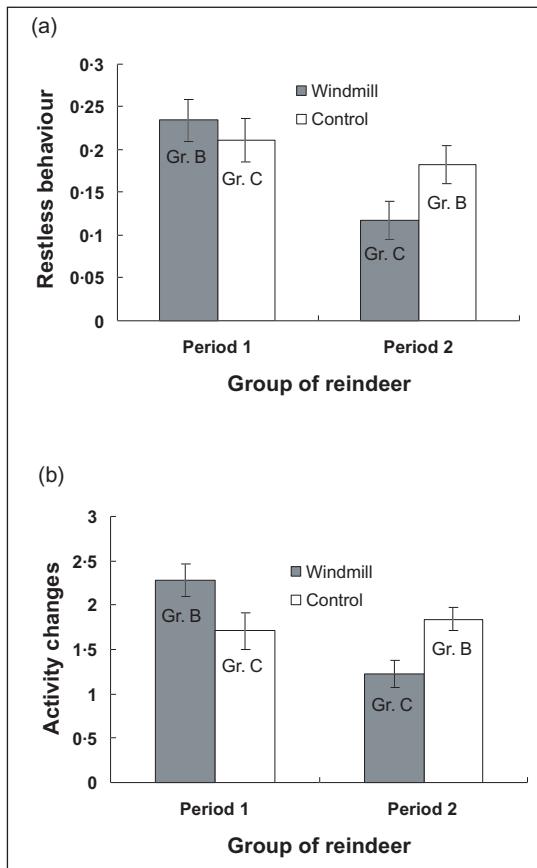 (a)
Restless behaviour
0·3
0·25
0·2
0·15
0·1
0·05
0
Windmill
Control
Gr. B
Gr. C
Gr. C
Gr. B
Period 1
Period 2
Group of reindeer
(b)
Activity changes
3
2·5
2
1·5
1
0·5
0
Windmill
Control
Gr. B
Gr. C
Gr. C
Gr. B
Period 1
Period 2
Group of reindeer